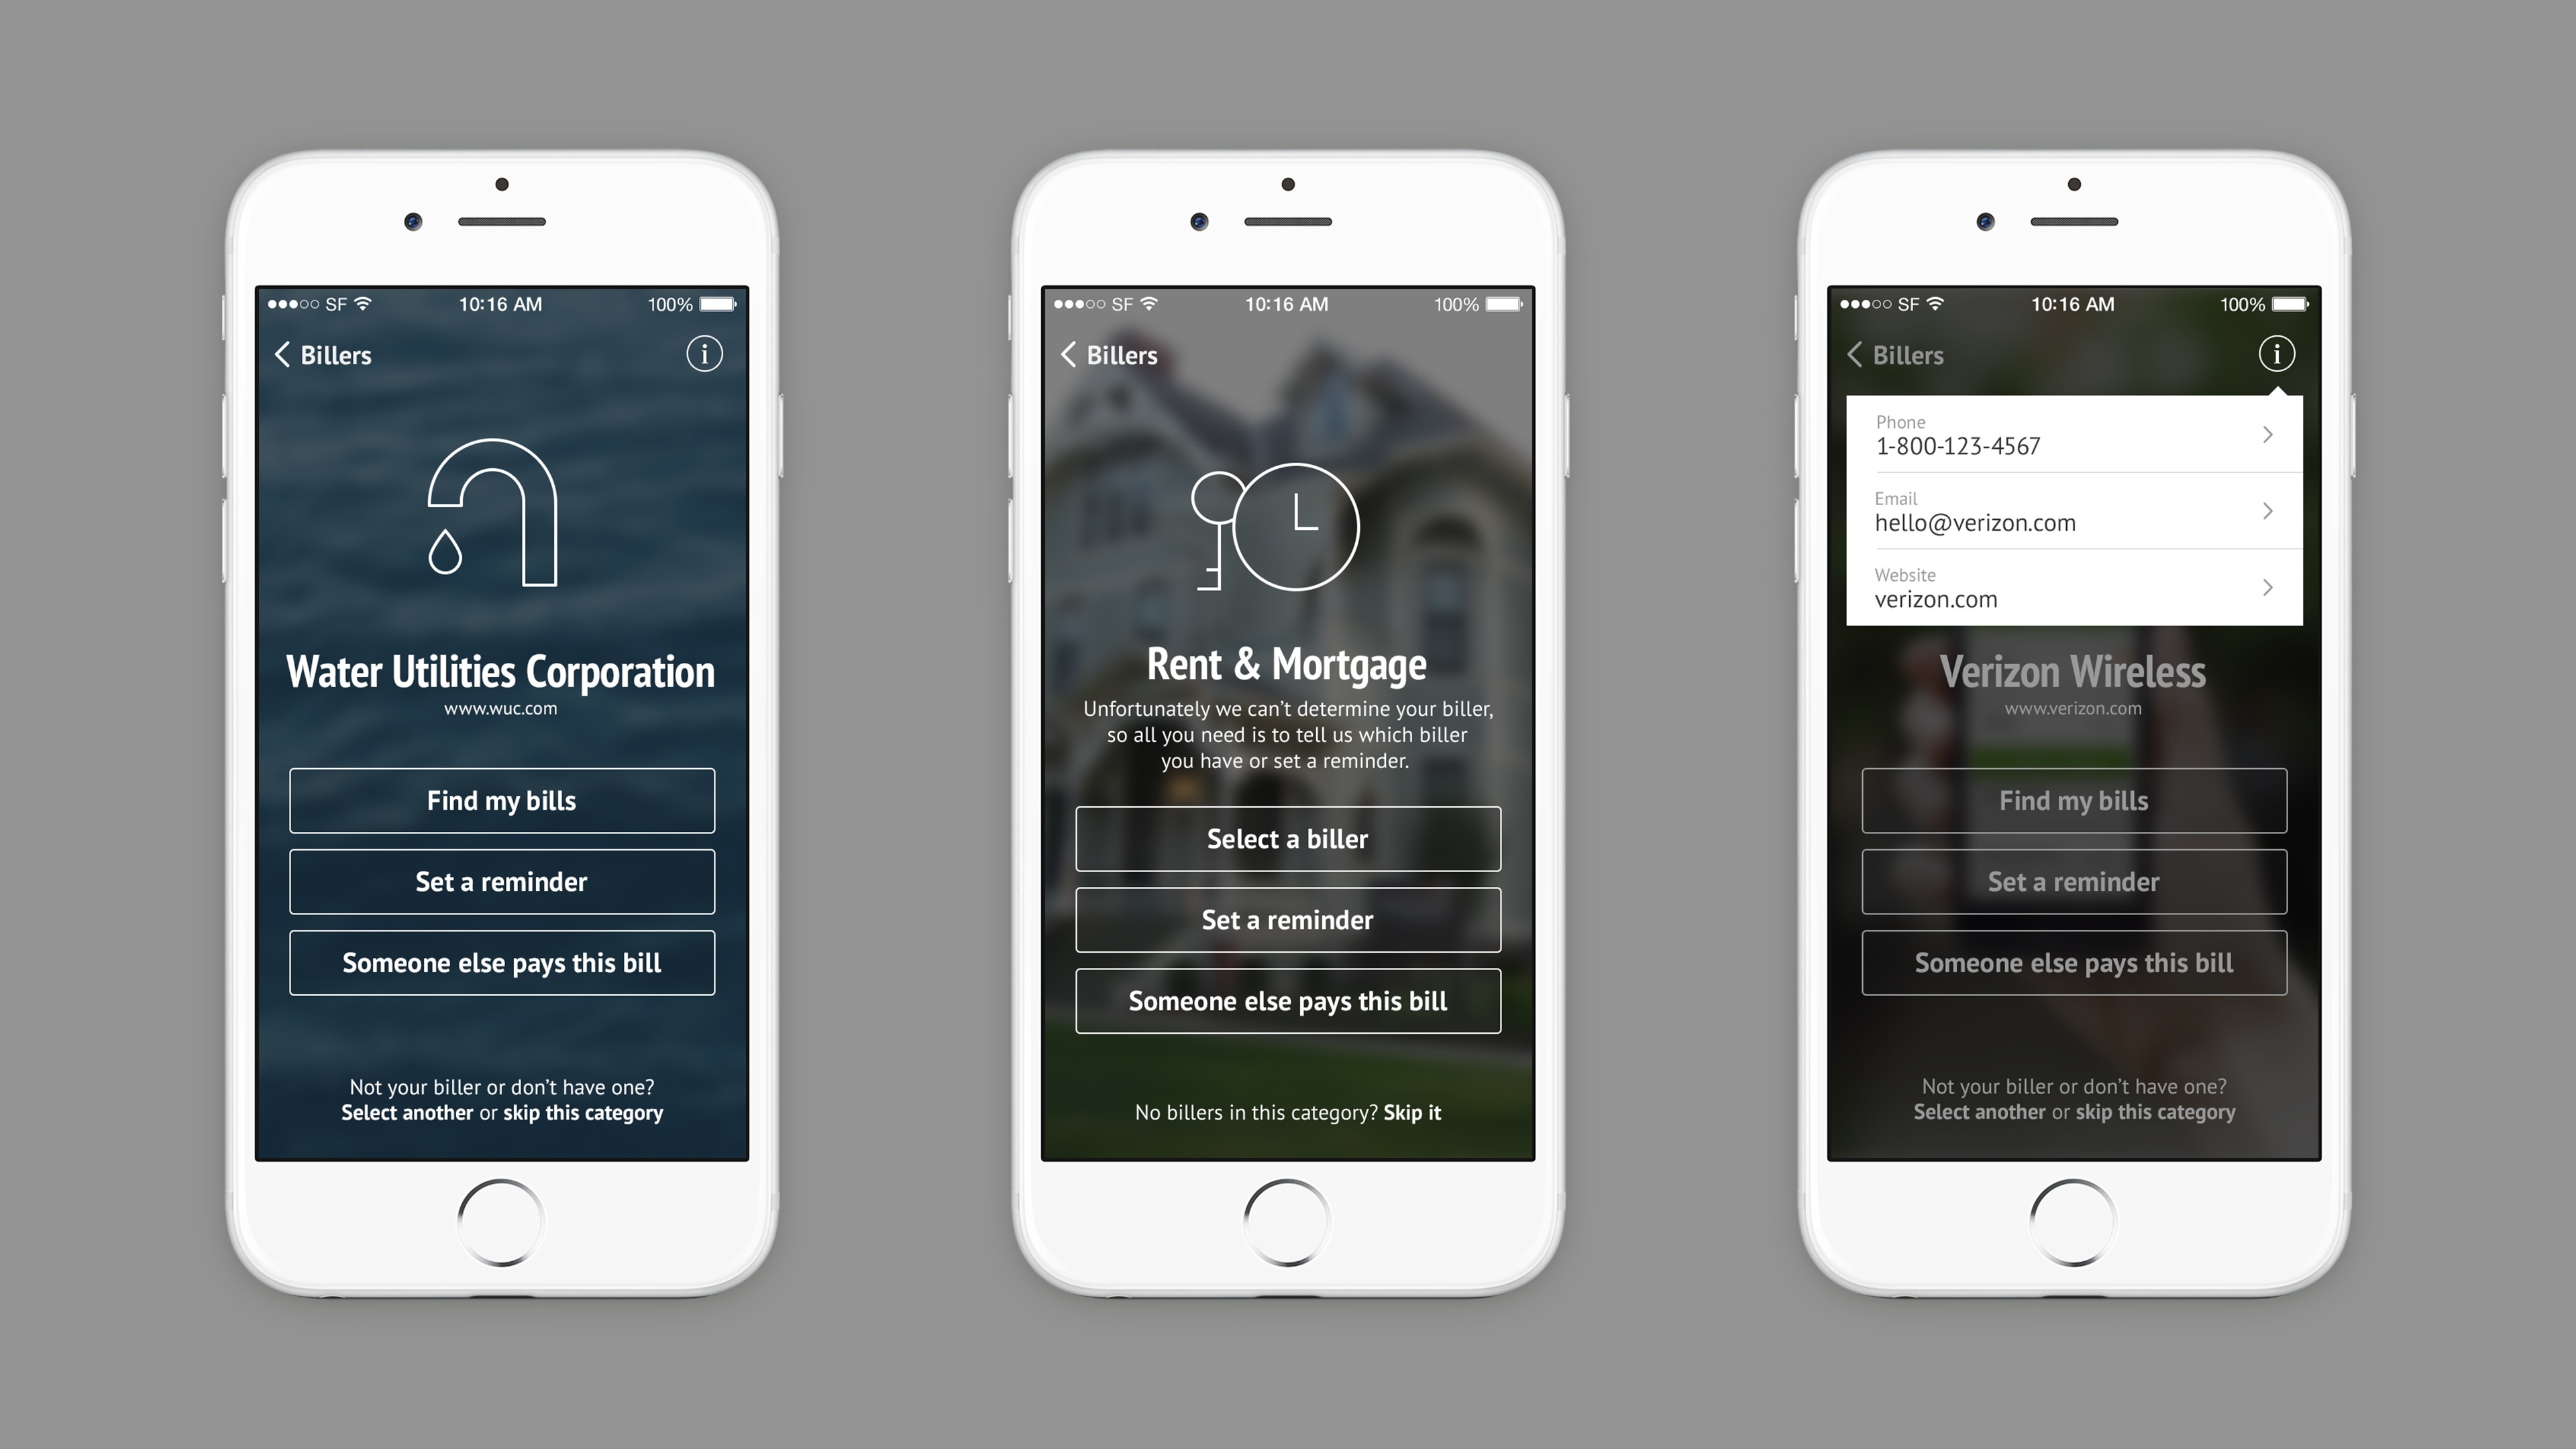 SF 10:16 AM 100%
Billers i
Water Utilities Corporation
www.wuc.com
Find my bills
Set a reminder
Someone else pays this bill
Not your biller or don’t have one?
Select another or skip this category
SF 10:16 AM 100%
Billers
Rent & Mortgage
Unfortunately we can’t determine your biller,
so all you need is to tell us which biller
you have or set a reminder.
Select a biller
Set a reminder
Someone else pays this bill
No billers in this category? Skip it
SF 10:16 AM 100%
Billers i
Phone
1-800-123-4567
Email
hello@verizon.com
Website
verizon.com
Verizon Wireless
www.verizon.com
Find my bills
Set a reminder
Someone else pays this bill
Not your biller or don’t have one?
Select another or skip this category